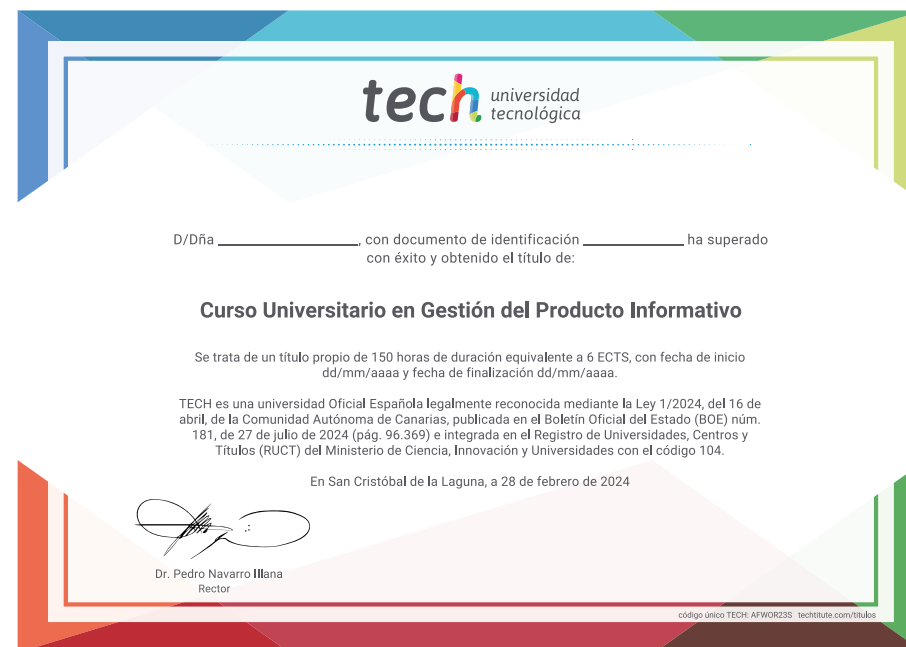 tech universidad
tecnológica
D/Dña ____________________, con documento de identificación ______________ ha superado
con éxito y obtenido el título de:
Curso Universitario en Gestión del Producto Informativo
Se trata de un título propio de 150 horas de duración equivalente a 6 ECTS, con fecha de inicio
dd/mm/aaaa y fecha de finalización dd/mm/aaaa.
TECH es una universidad Oficial Española legalmente reconocida mediante la Ley 1/2024, del 16 de
abril, de la Comunidad Autónoma de Canarias, publicada en el Boletín Oficial del Estado (BOE) núm.
181, de 27 de julio de 2024 (pág. 96.369) e integrada en el Registro de Universidades, Centros y
Títulos (RUCT) del Ministerio de Ciencia, Innovación y Universidades con el código 104.
En San Cristóbal de la Laguna, a 28 de febrero de 2024
Dr. Pedro Navarro Illana
Rector
código único TECH: AFWOR23S techtitute.com/titulos